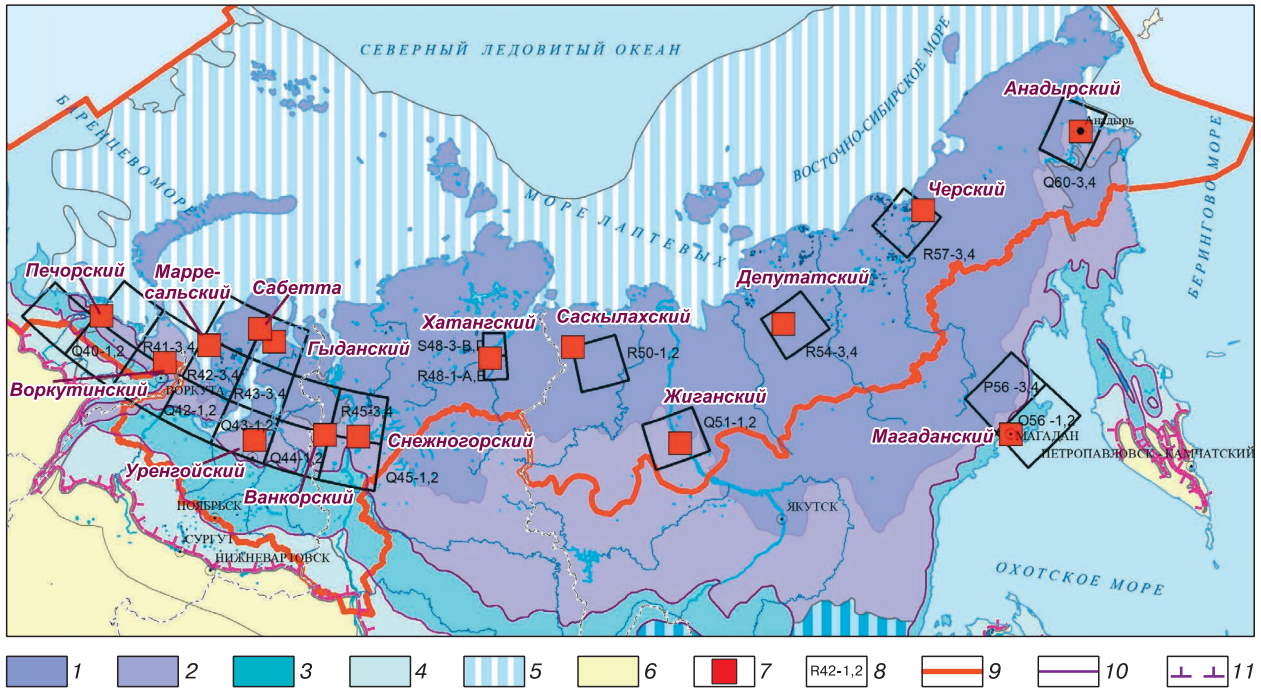 СЕВЕРНЫЙ ЛЕДОВИТЫЙ ОКЕАН
БАРЕНЦЕВО МОРЕ
МОРЕ ЛАПТЕВЫХ
ВОСТОЧНО-СИБИРСКОЕ МОРЕ
БЕРИНГОВО МОРЕ
ОХОТСКОЕ МОРЕ
Анадырский
Анадырь
Q60-3,4
Черский
R57-3,4
Депутатский
R54-3,4
Печорский
Q40-1,2
Марре-
сальский
Сабетта
Гыданский
R41-3,4
R42-3,4
R43-3,4
Воркутинский
ВОРКУТА
Q42-1,2
Q43-1,2
Q44-1,2
R45-3,4
Q45-1,2
Уренгойский
Ванкорский
Снежногорский
Хатангский
S48-3-В,
R48-1-А,Б
Саскылахский
R50-1,2
Жиганский
Q51-1,2
Магаданский
P56 -3,4
O56 -1,2
МАГАДАН
ПЕТРОПАВЛОВСК - КАМЧАТСКИЙ
ЯКУТСК
НОЯБРЬСК
СУРГУТ
НИЖНЕВАРТОВСК
1
2
3
4
5
6
7
R42-1,2
8
9
10
11